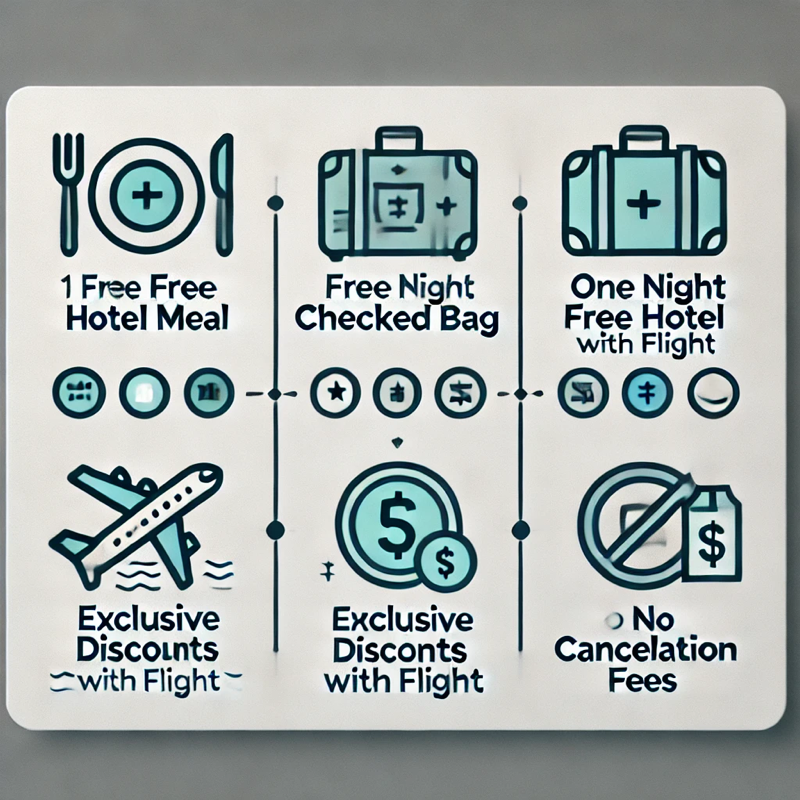 1 Free Free
Hotel Meal
Free Night
Checked Bag
One Night
Free Hotel
with Flight
$
$
$
Exclusive
Discounts
with Flight
Exclusive
Disconts
with Flight
No
Cancelation
Fees